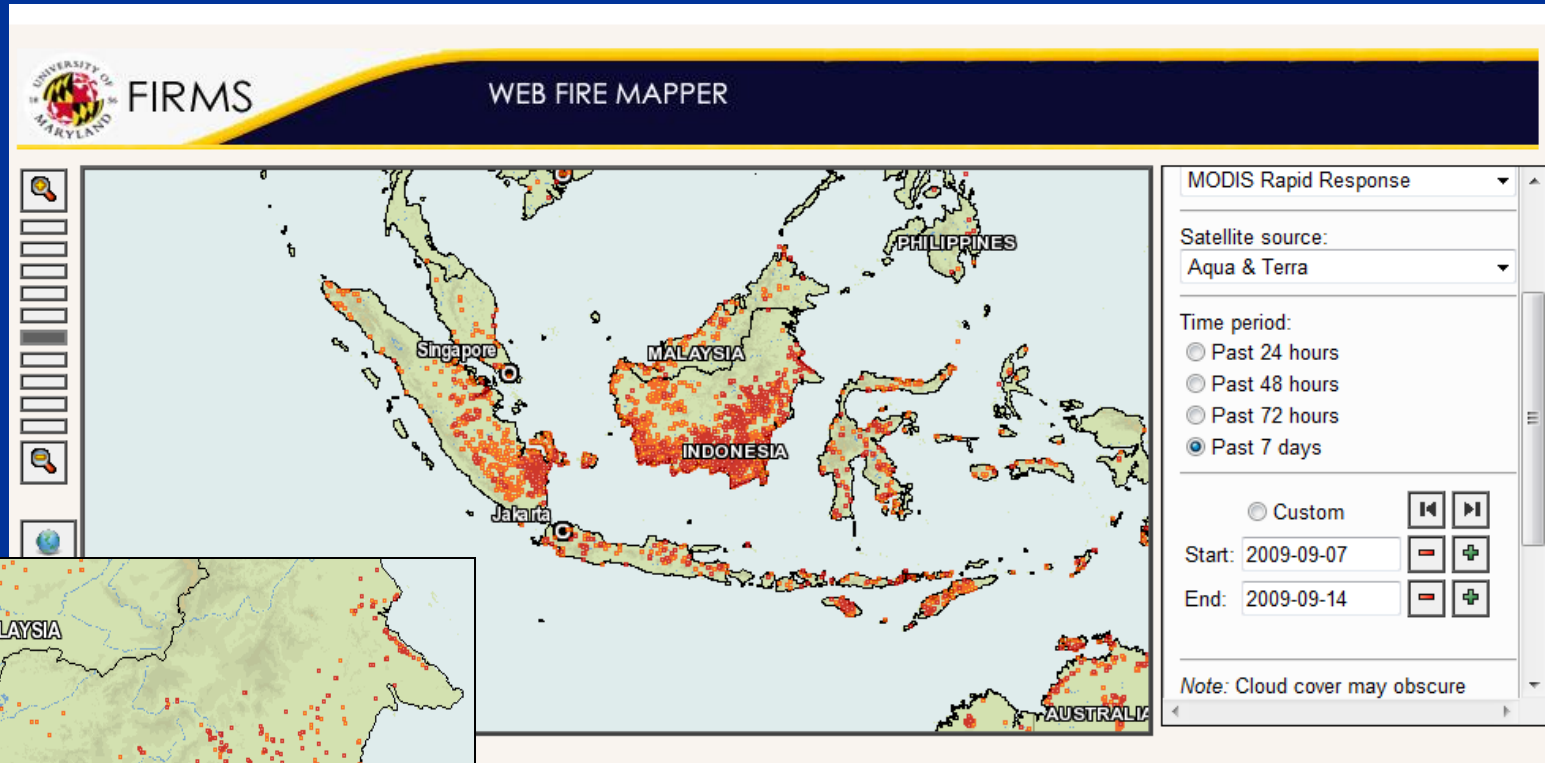 UNIVERSITY OF
18 56
MARYLAND
FIRMS
WEB FIRE MAPPER
MODIS Rapid Response
Satellite source:
Aqua & Terra
Time period:
Past 24 hours
Past 48 hours
Past 72 hours
Past 7 days
Custom
Start: 2009-09-07
End: 2009-09-14
Note: Cloud cover may obscure
PHILIPPINES
Singapore
MALAYSIA
INDONESIA
Jakarta
AUSTRALIA
LAYSIA